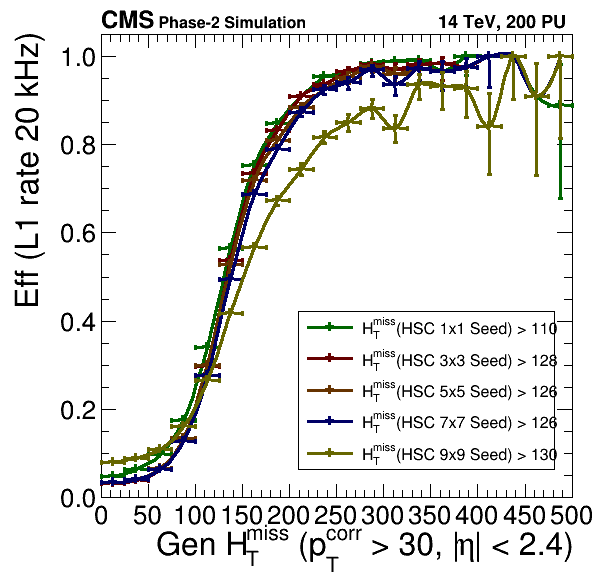 CMS Phase-2 Simulation 14 TeV, 200 PU
Eff (L1 rate 20 kHz)
1.0
0.8
0.6
0.4
0.2
0.0
H_T^miss(HSC 1x1 Seed) > 110
H_T^miss(HSC 3x3 Seed) > 128
H_T^miss(HSC 5x5 Seed) > 126
H_T^miss(HSC 7x7 Seed) > 126
H_T^miss(HSC 9x9 Seed) > 130
0 50 100 150 200 250 300 350 400 450 500
Gen H_T^miss (p_T^corr > 30, |η| < 2.4)